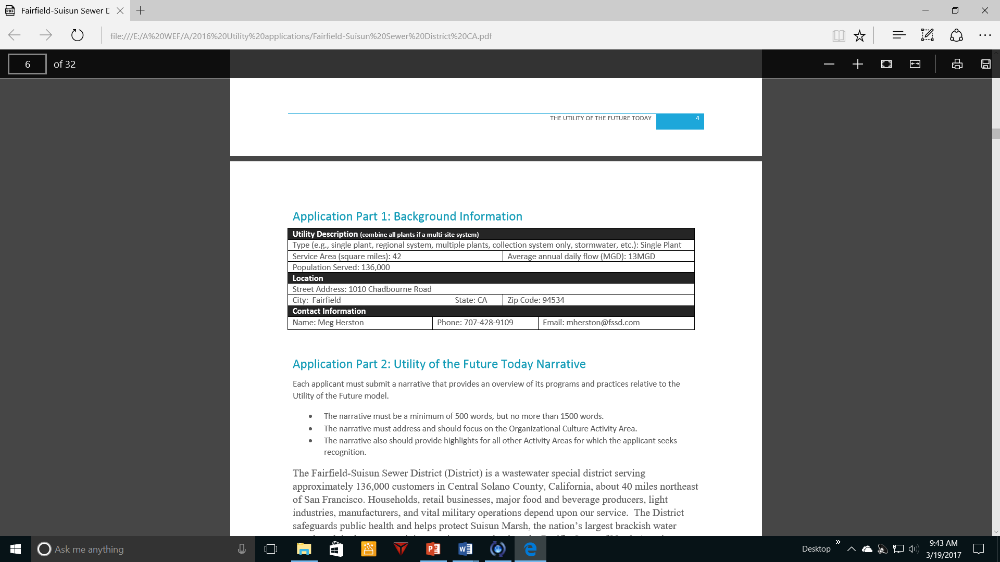 Fairfield-Suisun Sewer D
file:///E:/A%20WEF/A/2016%20Utility%20applications/Fairfield-Suisun%20Sewer%20District%20CA.pdf
6 of 32
THE UTILITY OF THE FUTURE TODAY 4
Application Part 1: Background Information
Utility Description (combine all plants if a multi-site system)
Type (e.g., single plant, regional system, multiple plants, collection system only, stormwater, etc.): Single Plant
Service Area (square miles): 42 Average annual daily flow (MGD): 13MGD
Population Served: 136,000
Location
Street Address: 1010 Chadbourne Road
City: Fairfield State: CA Zip Code: 94534
Contact Information
Name: Meg Herston Phone: 707-428-9109 Email: mherston@fssd.com
Application Part 2: Utility of the Future Today Narrative
Each applicant must submit a narrative that provides an overview of its programs and practices relative to the
Utility of the Future model.
• The narrative must be a minimum of 500 words, but no more than 1500 words.
• The narrative must address and should focus on the Organizational Culture Activity Area.
• The narrative also should provide highlights for all other Activity Areas for which the applicant seeks
recognition.
The Fairfield-Suisun Sewer District (District) is a wastewater special district serving
approximately 136,000 customers in Central Solano County, California, about 40 miles northeast
of San Francisco. Households, retail businesses, major food and beverage producers, light
industries, manufacturers, and vital military operations depend upon our service. The District
safeguards public health and helps protect Suisun Marsh, the nation's largest brackish water
Ask me anything
Desktop
9:43 AM
3/19/2017